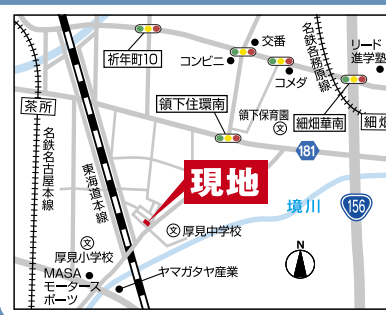 交番
祈年町10
コンビニ
コメダ
名鉄各務原線
リード
進学塾
茶所
領下住環南
領下保育園
文
細畑華南
細畑
181
名鉄名古屋本線
東海道本線
現地
境川
156
文
厚見小学校
文 厚見中学校
N
MASA
モータース
ポーツ
ヤマガタヤ産業